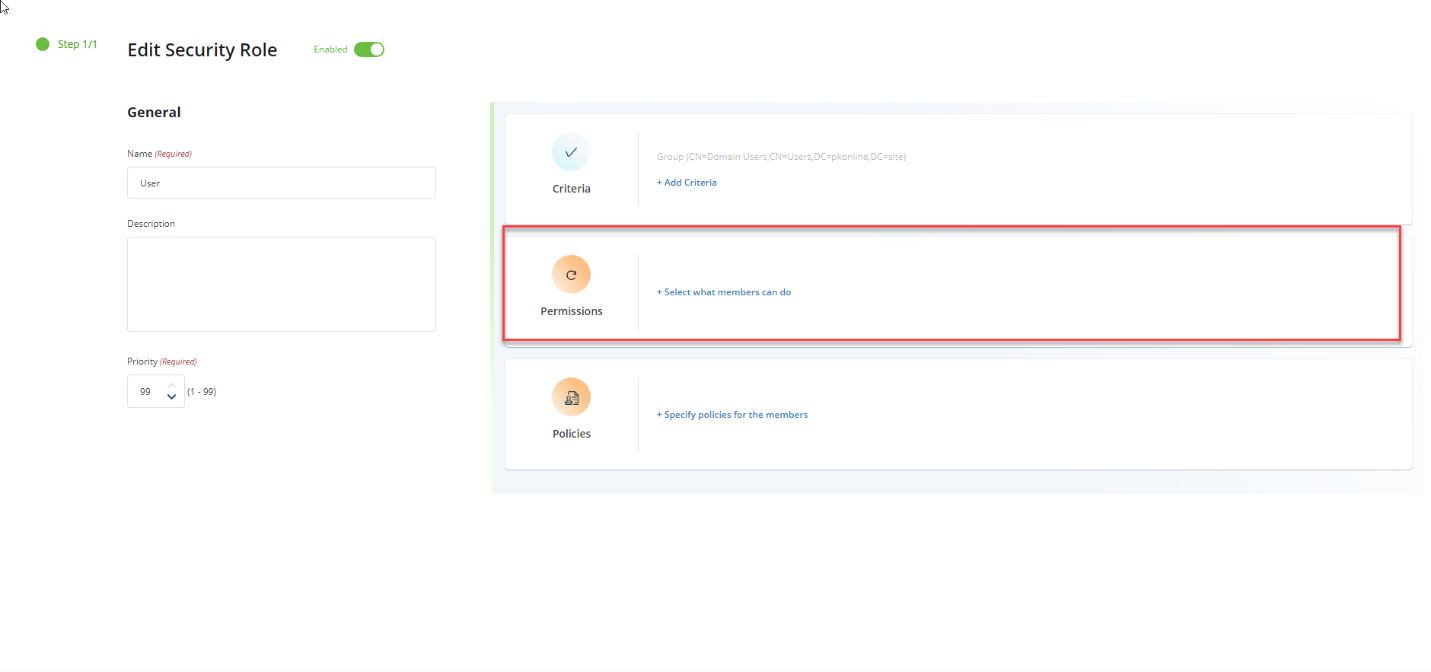 Step 1/1
Edit Security Role
Enabled
General
Name (Required)
User
Description
Priority (Required)
99 (1 - 99)
Criteria
Group (CN=Domain Users,CN=Users,DC=pkonline,DC=site)
+ Add Criteria
Permissions
+ Select what members can do
Policies
+ Specify policies for the members